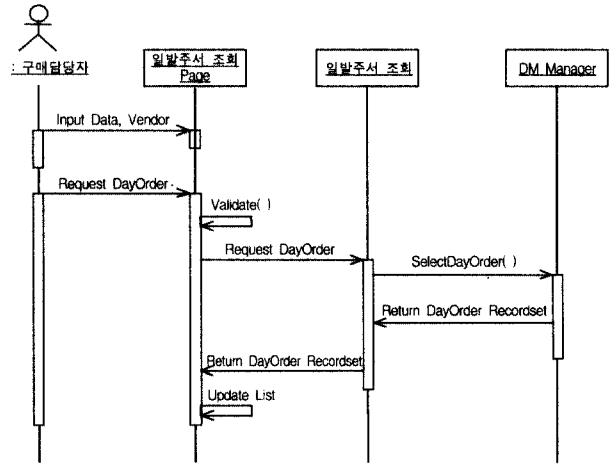 : 구매담당자
일발주서 조회
Page
일발주서 조회
DM Manager
Input Data, Vendor
Request DayOrder
Validate( )
Request DayOrder
SelectDayOrder( )
Return DayOrder Recordset
Return DayOrder Recordset
Update List